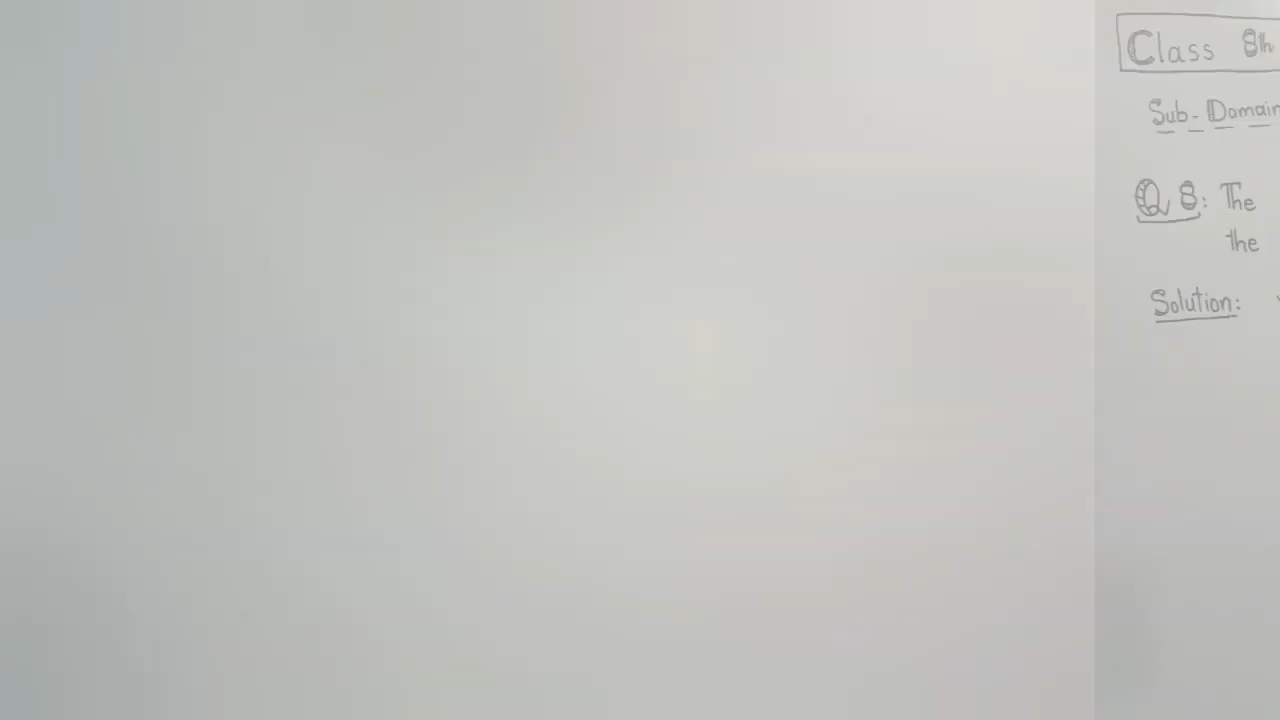 Class 8th
Sub-Domain
Q 8: The
the
Solution: